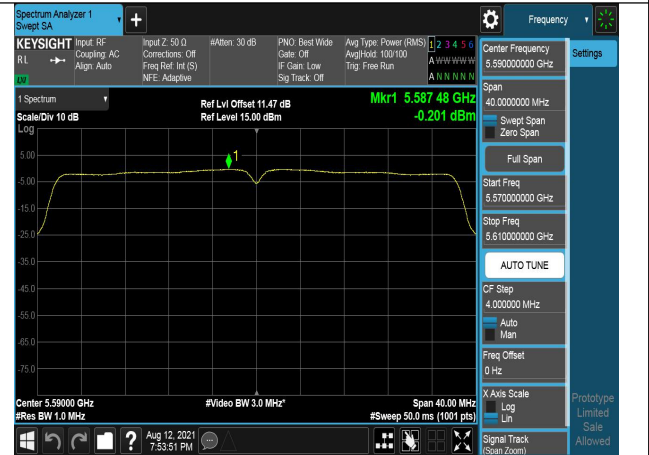 Spectrum Analyzer 1
Swept SA
Frequency
KEYSIGHT
RL
LXI
Input: RF
Coupling: AC
Align: Auto
Input Z: 50 Ω
Corrections: Off
Freq Ref: Int (S)
NFE: Adaptive
#Atten: 30 dB
PNO: Best Wide
Gate: Off
IF Gain: Low
Sig Track: Off
Avg Type: Power (RMS)
Avg|Hold: 100/100
Trig: Free Run
1 2 3 4 5 6
A W W W W W
A N N N N N
Center Frequency
5.590000000 GHz
Settings
Span
40.0000000 MHz
Swept Span
Zero Span
Full Span
Start Freq
5.570000000 GHz
Stop Freq
5.610000000 GHz
AUTO TUNE
CF Step
4.000000 MHz
Auto
Man
Freq Offset
0 Hz
X Axis Scale
Log
Lin
Signal Track
(Span Zoom)
Prototype
Limited
Sale
Allowed
1 Spectrum
Scale/Div 10 dB
Log
Ref Lvl Offset 11.47 dB
Ref Level 15.00 dBm
Mkr1 5.587 48 GHz
-0.201 dBm
1
5.00
-5.00
-15.0
-25.0
-35.0
-45.0
-55.0
-65.0
-75.0
Center 5.59000 GHz
#Res BW 1.0 MHz
#Video BW 3.0 MHz*
Span 40.00 MHz
#Sweep 50.0 ms (1001 pts)
?
Aug 12, 2021
7:53:51 PM